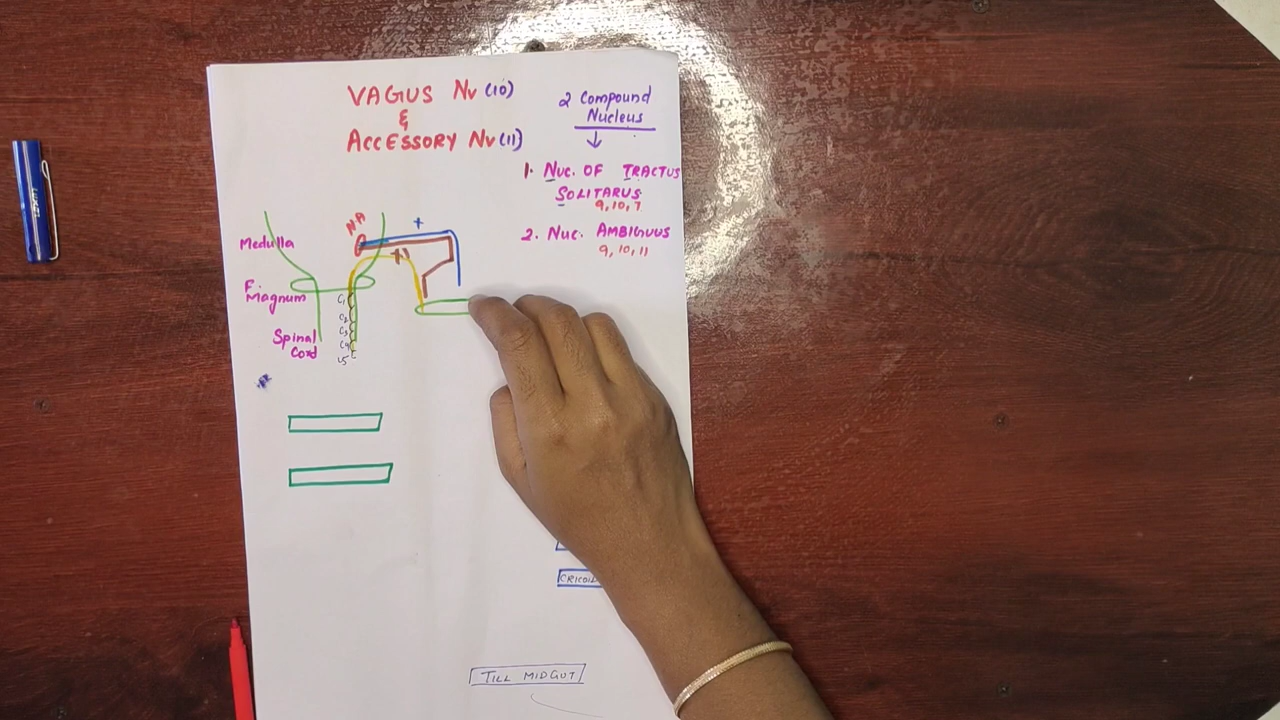 VAGUS Nv (10)
&
ACCESSORY Nv (11)
2 Compound
Nucleus
1. Nuc. OF TRACTUS
SOLITARUS
9, 10, 7
2. Nuc. AMBIGUUS
9, 10, 11
NA
+
Medulla
F.
Magnum
Spinal
Cord
C1
C2
C3
C4
C5
CRICOID
TILL MIDGUT